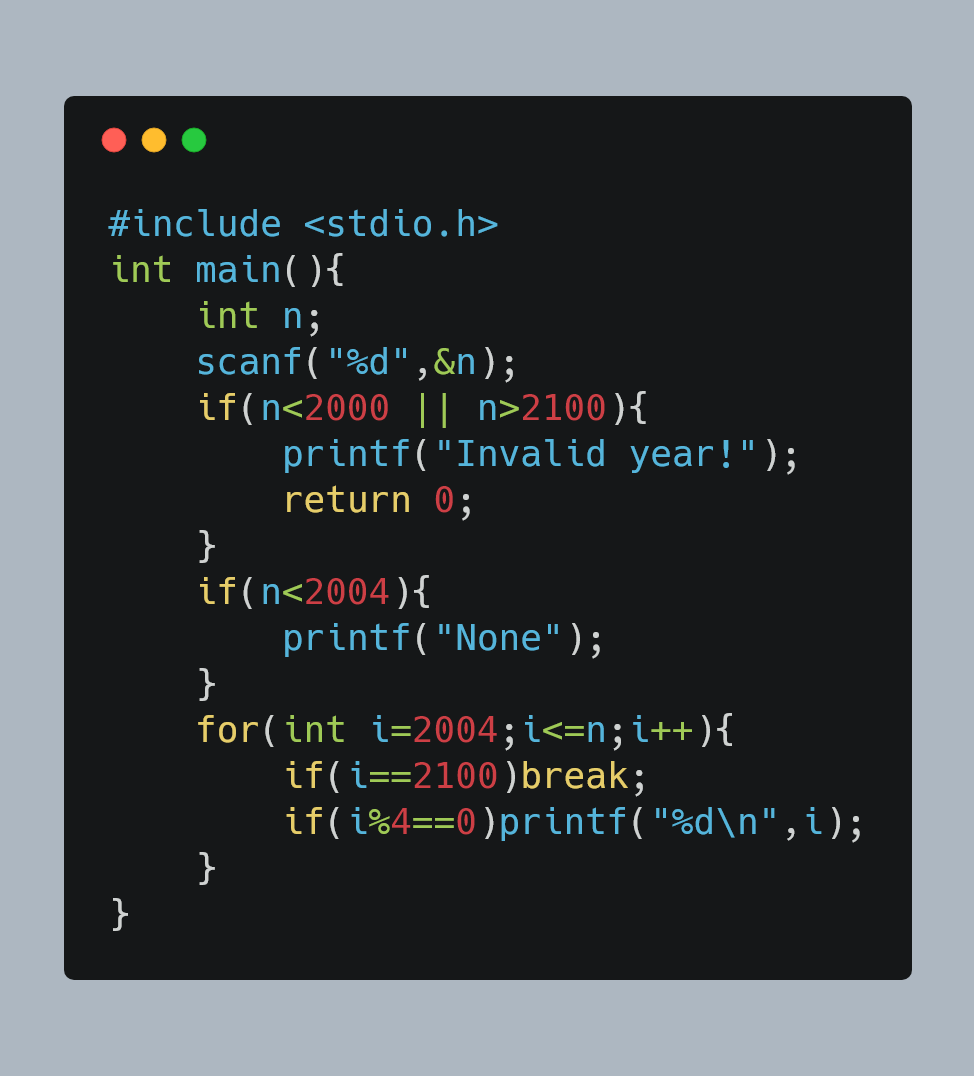 #include <stdio.h>
int main(){
    int n;
    scanf("%d",&n);
    if(n<2000 || n>2100){
        printf("Invalid year!");
        return 0;
    }
    if(n<2004){
        printf("None");
    }
    for(int i=2004;i<=n;i++){
        if(i==2100)break;
        if(i%4==0)printf("%d\n",i);
    }
}